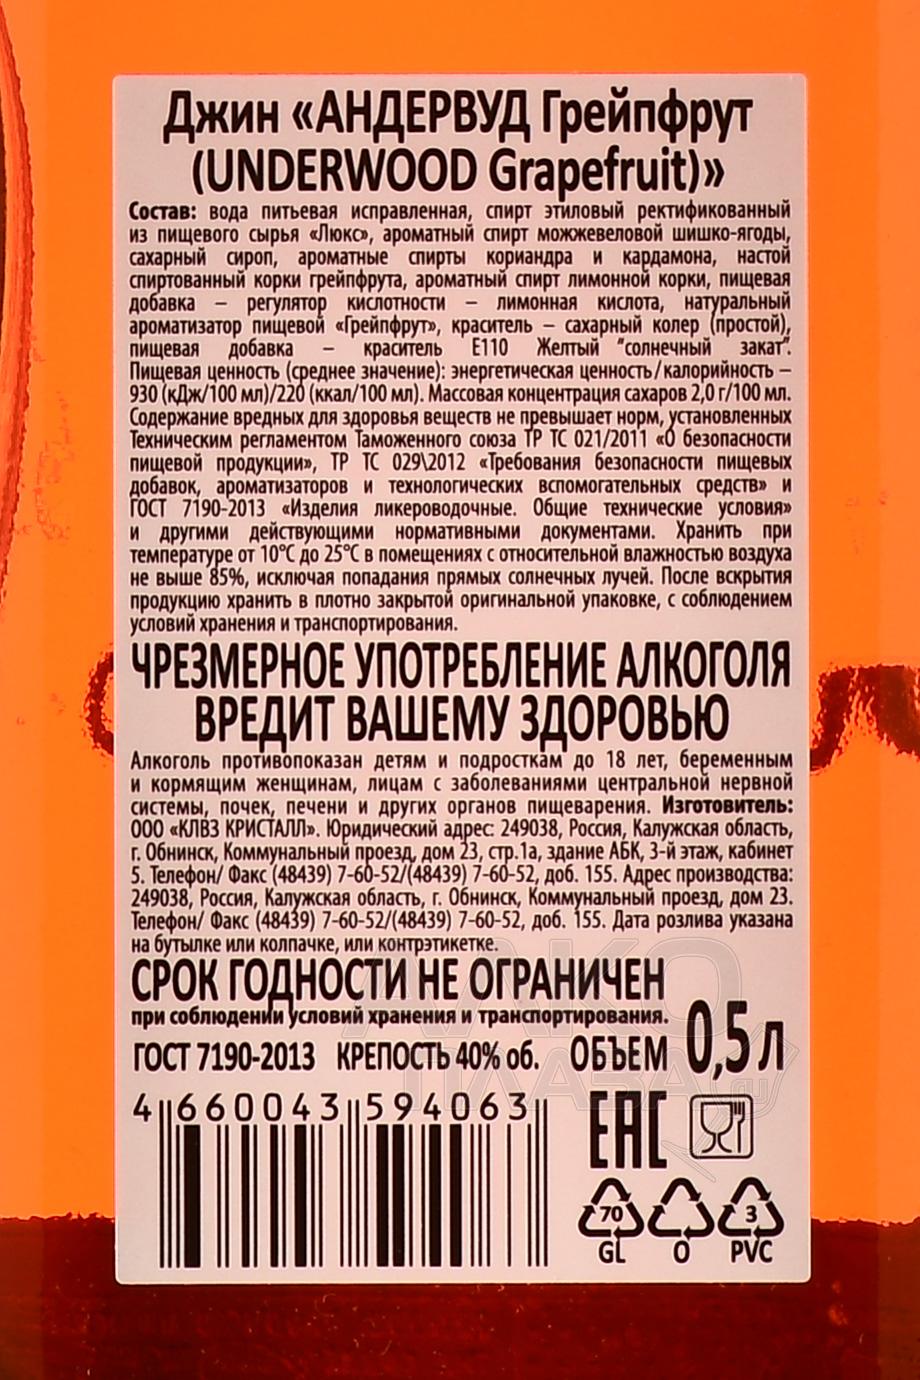 Джин «АНДЕРВУД Грейпфрут
(UNDERWOOD Grapefruit)»
Состав: вода питьевая исправленная, спирт этиловый ректификованный
из пищевого сырья «Люкс», ароматный спирт можжевеловой шишко-ягоды,
сахарный сироп, ароматные спирты кориандра и кардамона, настой
спиртованный корки грейпфрута, ароматный спирт лимонной корки, пищевая
добавка – регулятор кислотности – лимонная кислота, натуральный
ароматизатор пищевой «Грейпфрут», краситель – сахарный колер (простой),
пищевая добавка – краситель Е110 Желтый "солнечный закат".
Пищевая ценность (среднее значение): энергетическая ценность/калорийность –
930 (кДж/100 мл)/220 (ккал/100 мл). Массовая концентрация сахаров 2,0 г/100 мл.
Содержание вредных для здоровья веществ не превышает норм, установленных
Техническим регламентом Таможенного союза ТР ТС 021/2011 «О безопасности
пищевой продукции», ТР ТС 029\2012 «Требования безопасности пищевых
добавок, ароматизаторов и технологических вспомогательных средств» и
ГОСТ 7190-2013 «Изделия ликероводочные. Общие технические условия»
и другими действующими нормативными документами. Хранить при
температуре от 10°С до 25°С в помещениях с относительной влажностью воздуха
не выше 85%, исключая попадания прямых солнечных лучей. После вскрытия
продукцию хранить в плотно закрытой оригинальной упаковке, с соблюдением
условий хранения и транспортирования.
ЧРЕЗМЕРНОЕ УПОТРЕБЛЕНИЕ АЛКОГОЛЯ
ВРЕДИТ ВАШЕМУ ЗДОРОВЬЮ
Алкоголь противопоказан детям и подросткам до 18 лет, беременным
и кормящим женщинам, лицам с заболеваниями центральной нервной
системы, почек, печени и других органов пищеварения. Изготовитель:
ООО «КЛВЗ КРИСТАЛЛ». Юридический адрес: 249038, Россия, Калужская область,
г. Обнинск, Коммунальный проезд, дом 23, стр.1а, здание АБК, 3-й этаж, кабинет
5. Телефон/ Факс (48439) 7-60-52/(48439) 7-60-52, доб. 155. Адрес производства:
249038, Россия, Калужская область, г. Обнинск, Коммунальный проезд, дом 23.
Телефон/ Факс (48439) 7-60-52/(48439) 7-60-52, доб. 155. Дата розлива указана
на бутылке или колпачке, или контрэтикетке.
СРОК ГОДНОСТИ НЕ ОГРАНИЧЕН
при соблюдении условий хранения и транспортирования.
ГОСТ 7190-2013 КРЕПОСТЬ 40% об. ОБЪЕМ 0,5 л
4 660043 594063
ЕАС
70 3
GL O PVC
АЛКО
ПЛАЗА.ru